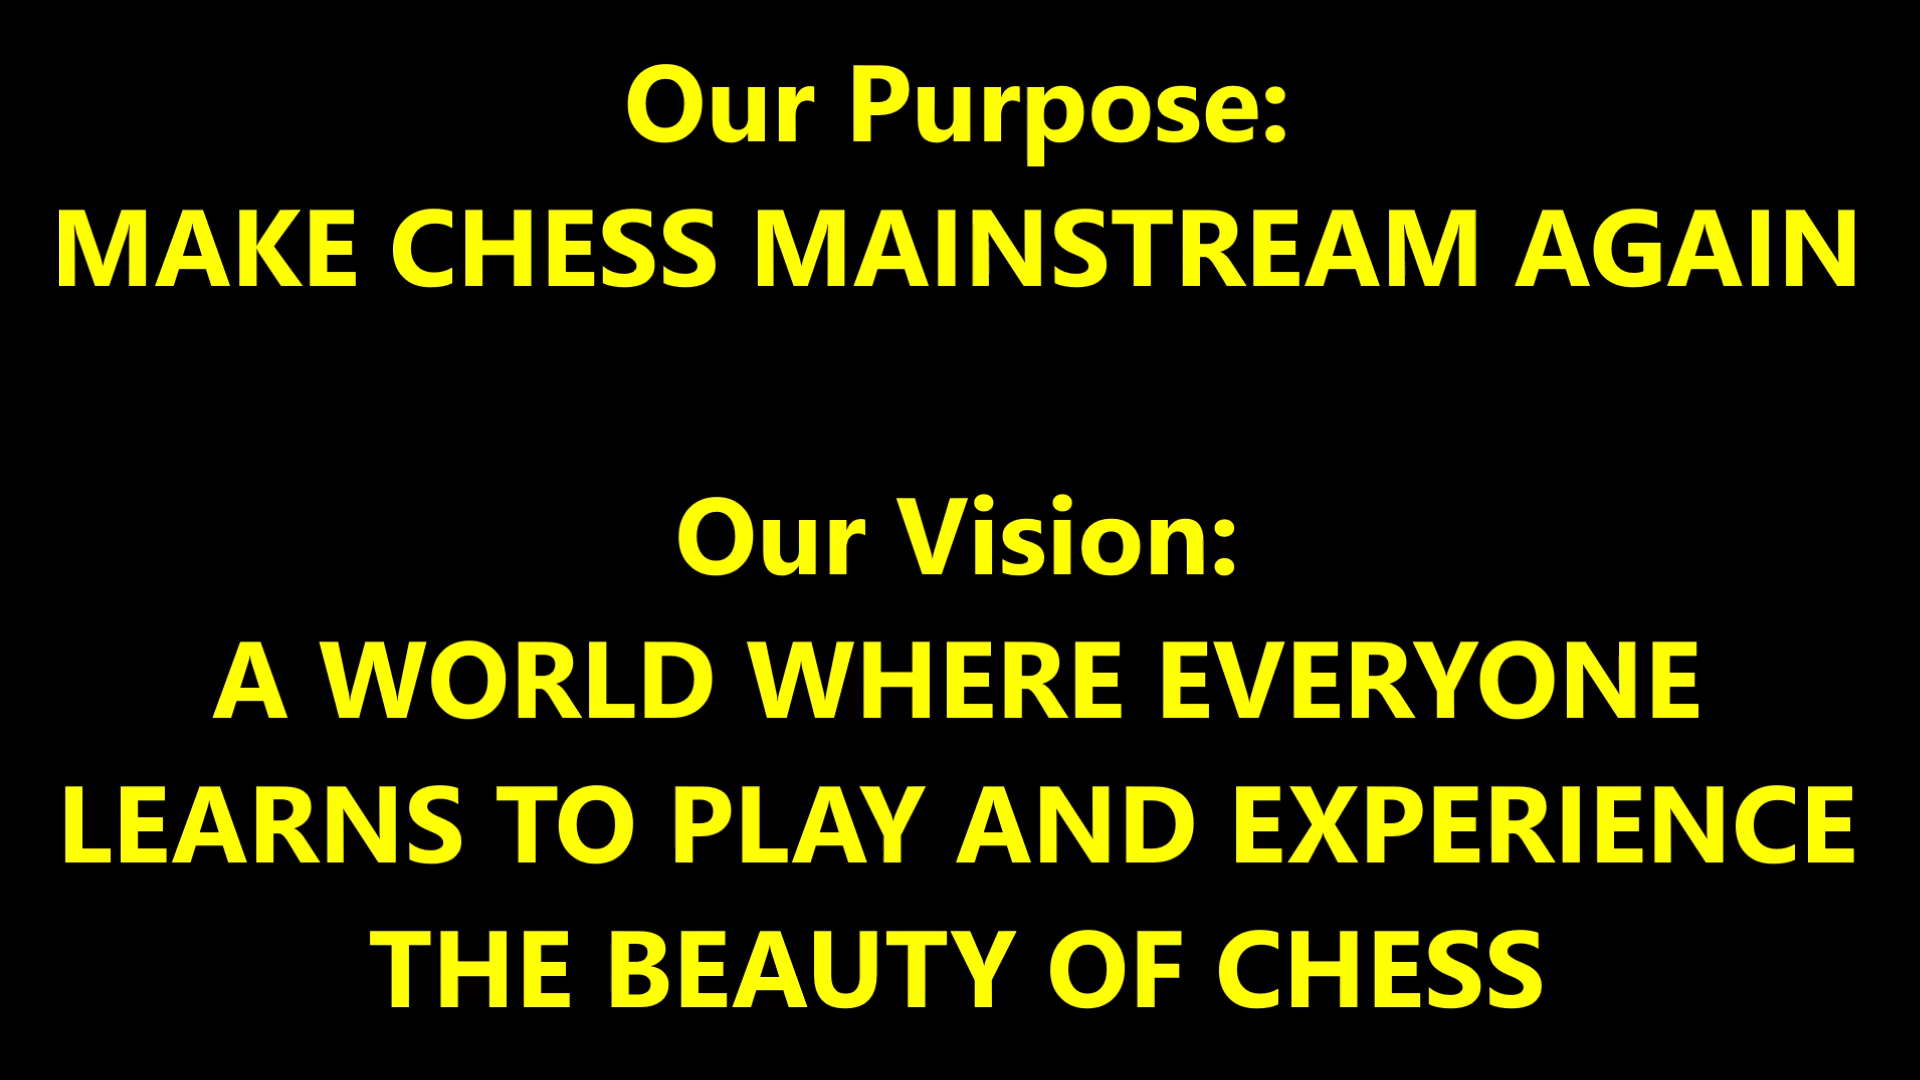 Our Purpose:
MAKE CHESS MAINSTREAM AGAIN
Our Vision:
A WORLD WHERE EVERYONE
LEARNS TO PLAY AND EXPERIENCE
THE BEAUTY OF CHESS